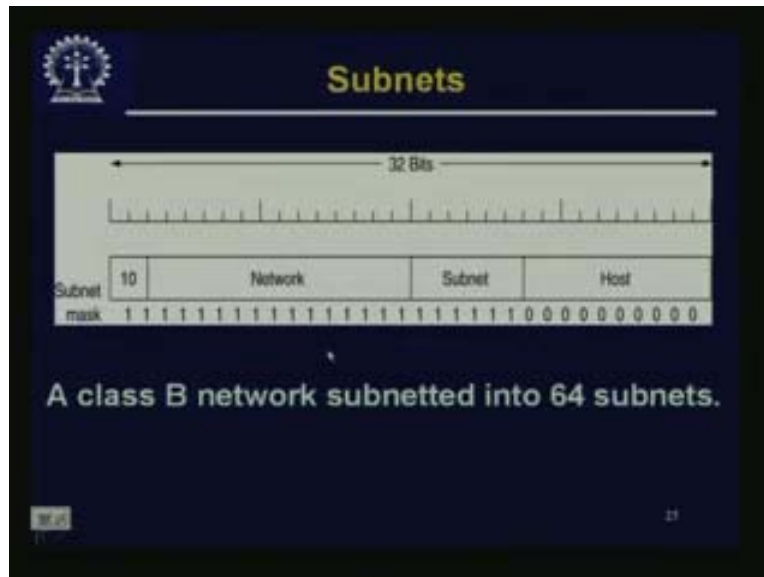 Subnets
32 Bits
10 Network Subnet Host
Subnet
mask 1 1 1 1 1 1 1 1 1 1 1 1 1 1 1 1 1 1 1 1 1 1 0 0 0 0 0 0 0 0 0 0
A class B network subnetted into 64 subnets.
27